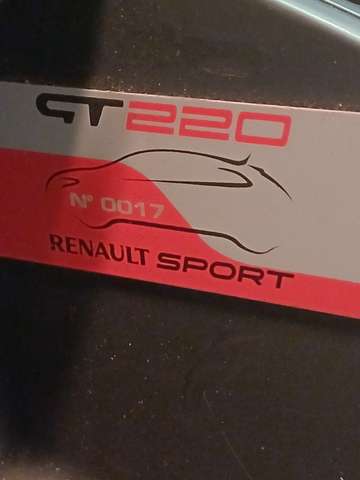 GT220
N° 0017
RENAULT SPORT